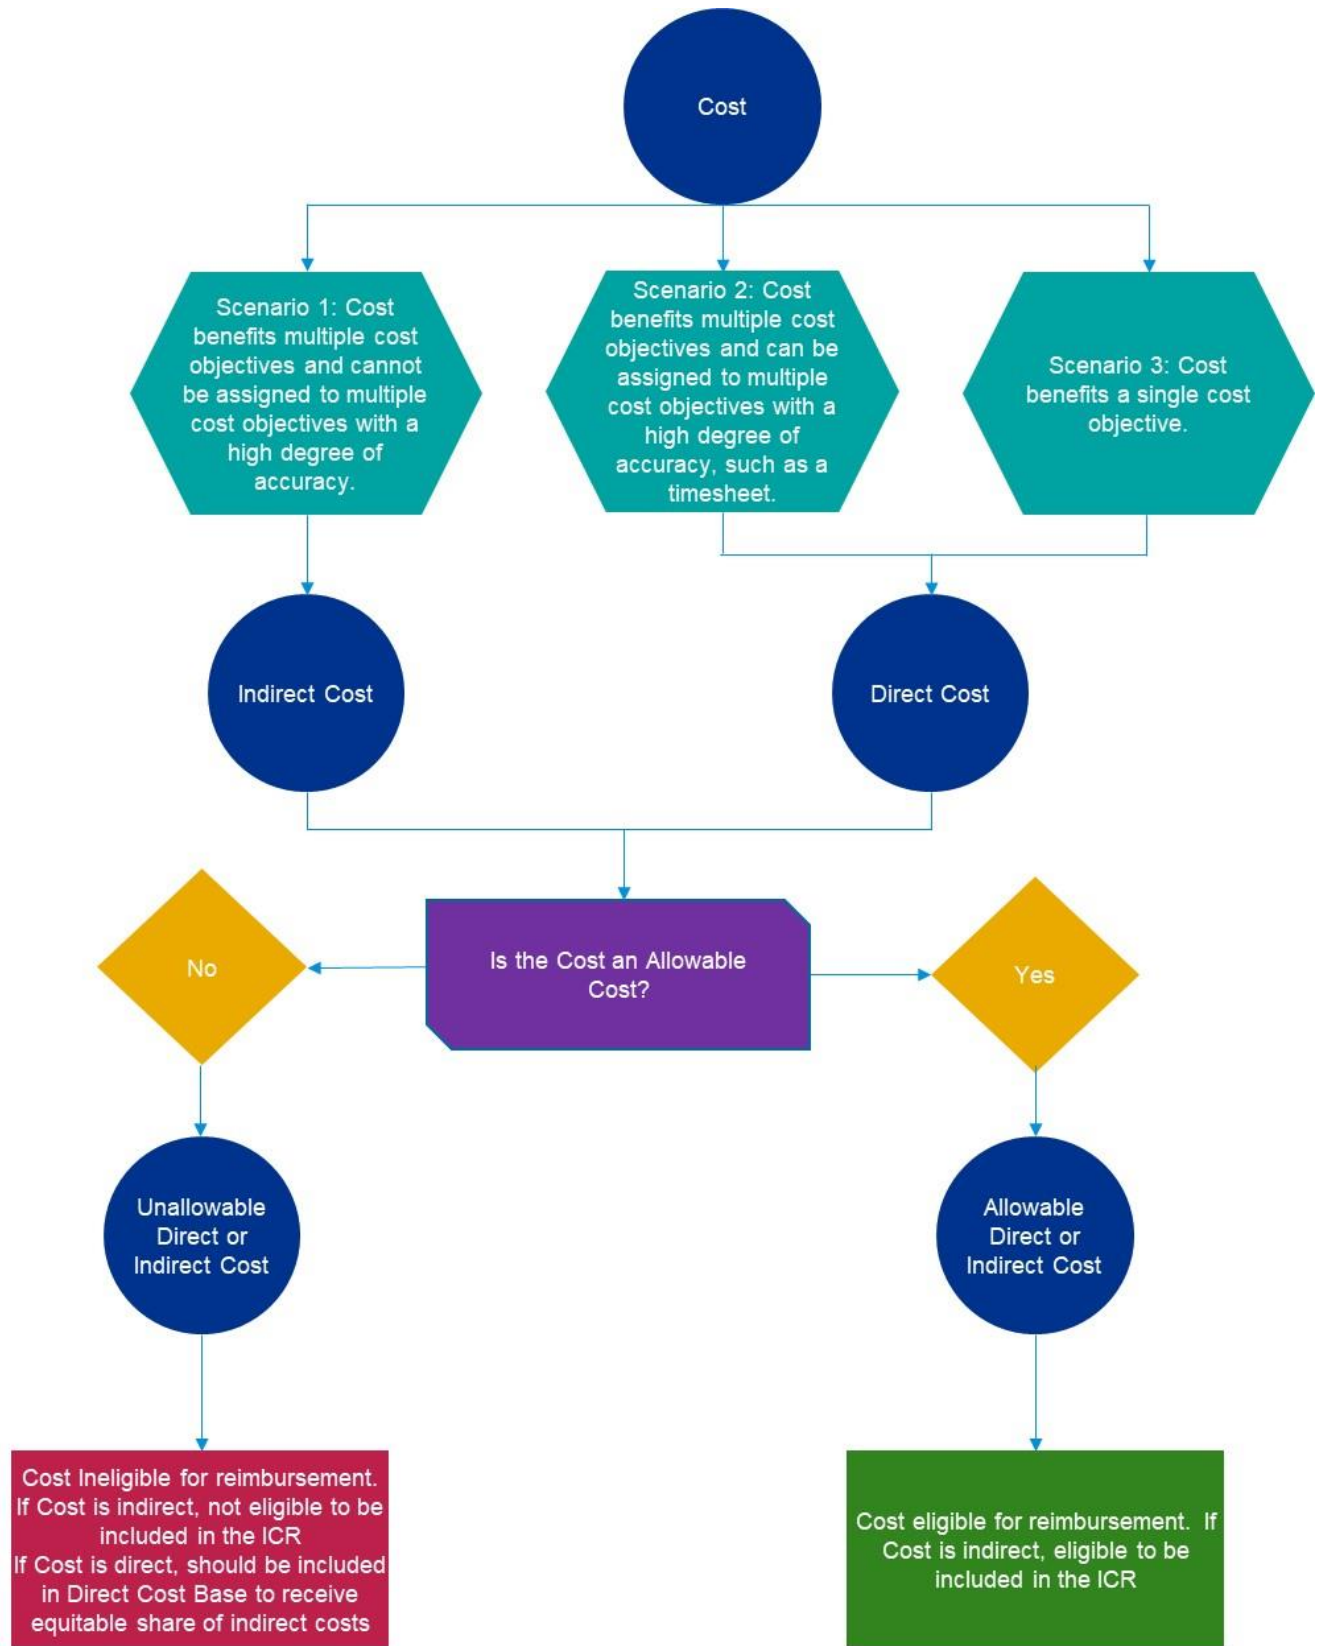 Cost
Scenario 1: Cost
benefits multiple cost
objectives and cannot
be assigned to multiple
cost objectives with a
high degree of
accuracy.
Scenario 2: Cost
benefits multiple cost
objectives and can be
assigned to multiple
cost objectives with a
high degree of
accuracy, such as a
timesheet.
Scenario 3: Cost
benefits a single cost
objective.
Indirect Cost
Direct Cost
No
Is the Cost an Allowable
Cost?
Yes
Unallowable
Direct or
Indirect Cost
Allowable
Direct or
Indirect Cost
Cost Ineligible for reimbursement.
If Cost is indirect, not eligible to be
included in the ICR
If Cost is direct, should be included
in Direct Cost Base to receive
equitable share of indirect costs
Cost eligible for reimbursement. If
Cost is indirect, eligible to be
included in the ICR